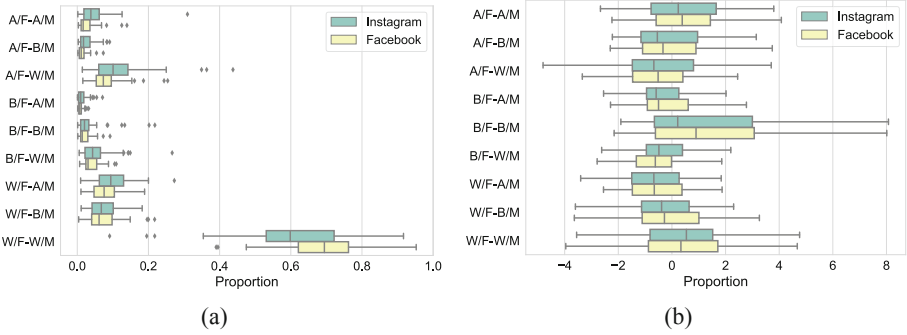 A/F-A/M
A/F-B/M
A/F-W/M
B/F-A/M
B/F-B/M
B/F-W/M
W/F-A/M
W/F-B/M
W/F-W/M
Instagram
Facebook
0.0 0.2 0.4 0.6 0.8 1.0
Proportion
(a)
A/F-A/M
A/F-B/M
A/F-W/M
B/F-A/M
B/F-B/M
B/F-W/M
W/F-A/M
W/F-B/M
W/F-W/M
Instagram
Facebook
−4 −2 0 2 4 6 8
Proportion
(b)